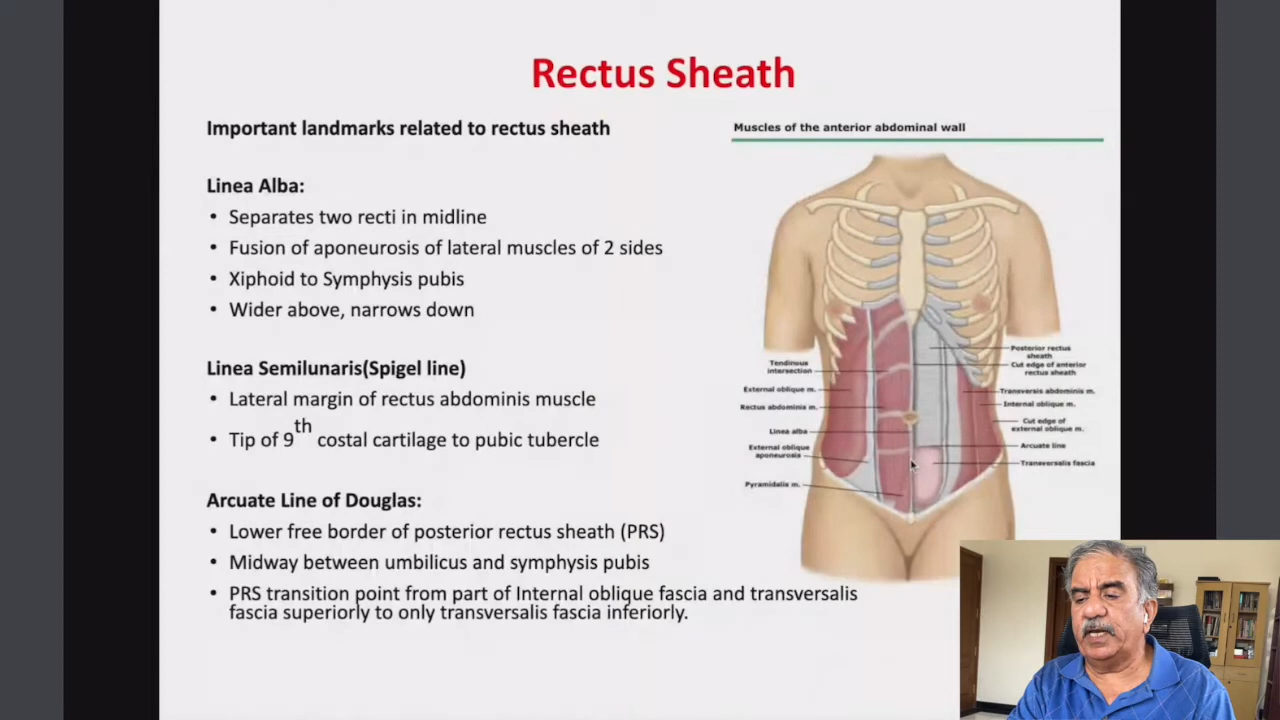 Rectus Sheath
Important landmarks related to rectus sheath
Linea Alba:
• Separates two recti in midline
• Fusion of aponeurosis of lateral muscles of 2 sides
• Xiphoid to Symphysis pubis
• Wider above, narrows down
Linea Semilunaris(Spigel line)
• Lateral margin of rectus abdominis muscle
• Tip of 9th costal cartilage to pubic tubercle
Arcuate Line of Douglas:
• Lower free border of posterior rectus sheath (PRS)
• Midway between umbilicus and symphysis pubis
• PRS transition point from part of Internal oblique fascia and transversalis
fascia superiorly to only transversalis fascia inferiorly.
Muscles of the anterior abdominal wall
Tendinous
intersection
External oblique m.
Rectus abdominis m.
Linea alba
External oblique
aponeurosis
Pyramidalis m.
Posterior rectus
sheath
Cut edge of anterior
rectus sheath
Transversis abdominis m.
Internal oblique m.
Cut edge of
external oblique m.
Arcuate line
Transversalis fascia